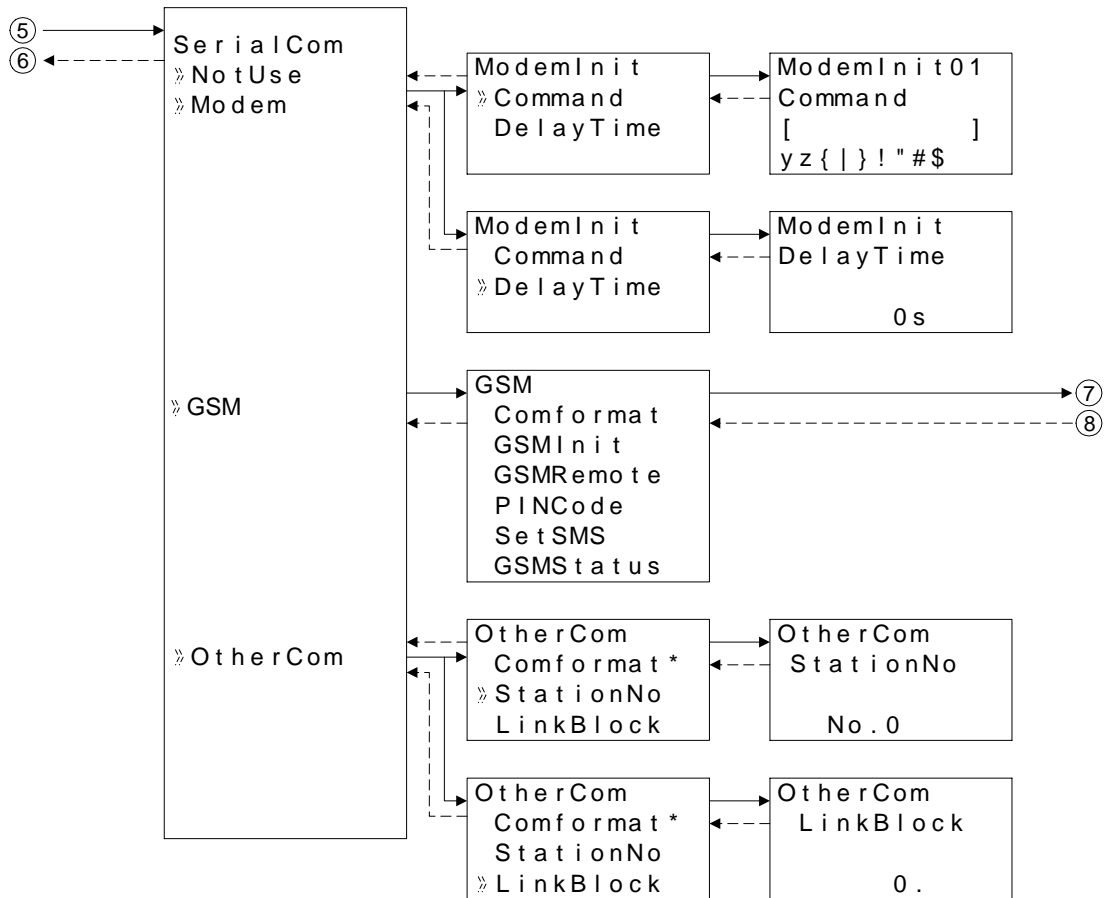 ⑤
⑥
SerialCom
»NotUse
»Modem
»GSM
»OtherCom
ModemInit
»Command
DelayTime
ModemInit01
Command
[ ]
yz{|}!"#$
ModemInit
Command
»DelayTime
ModemInit
DelayTime
0s
GSM
Comformat
GSMInit
GSMRemote
PINCode
SetSMS
GSMStatus
⑦
⑧
OtherCom
Comformat*
»StationNo
LinkBlock
OtherCom
StationNo
No.0
OtherCom
Comformat*
StationNo
»LinkBlock
OtherCom
LinkBlock
0.